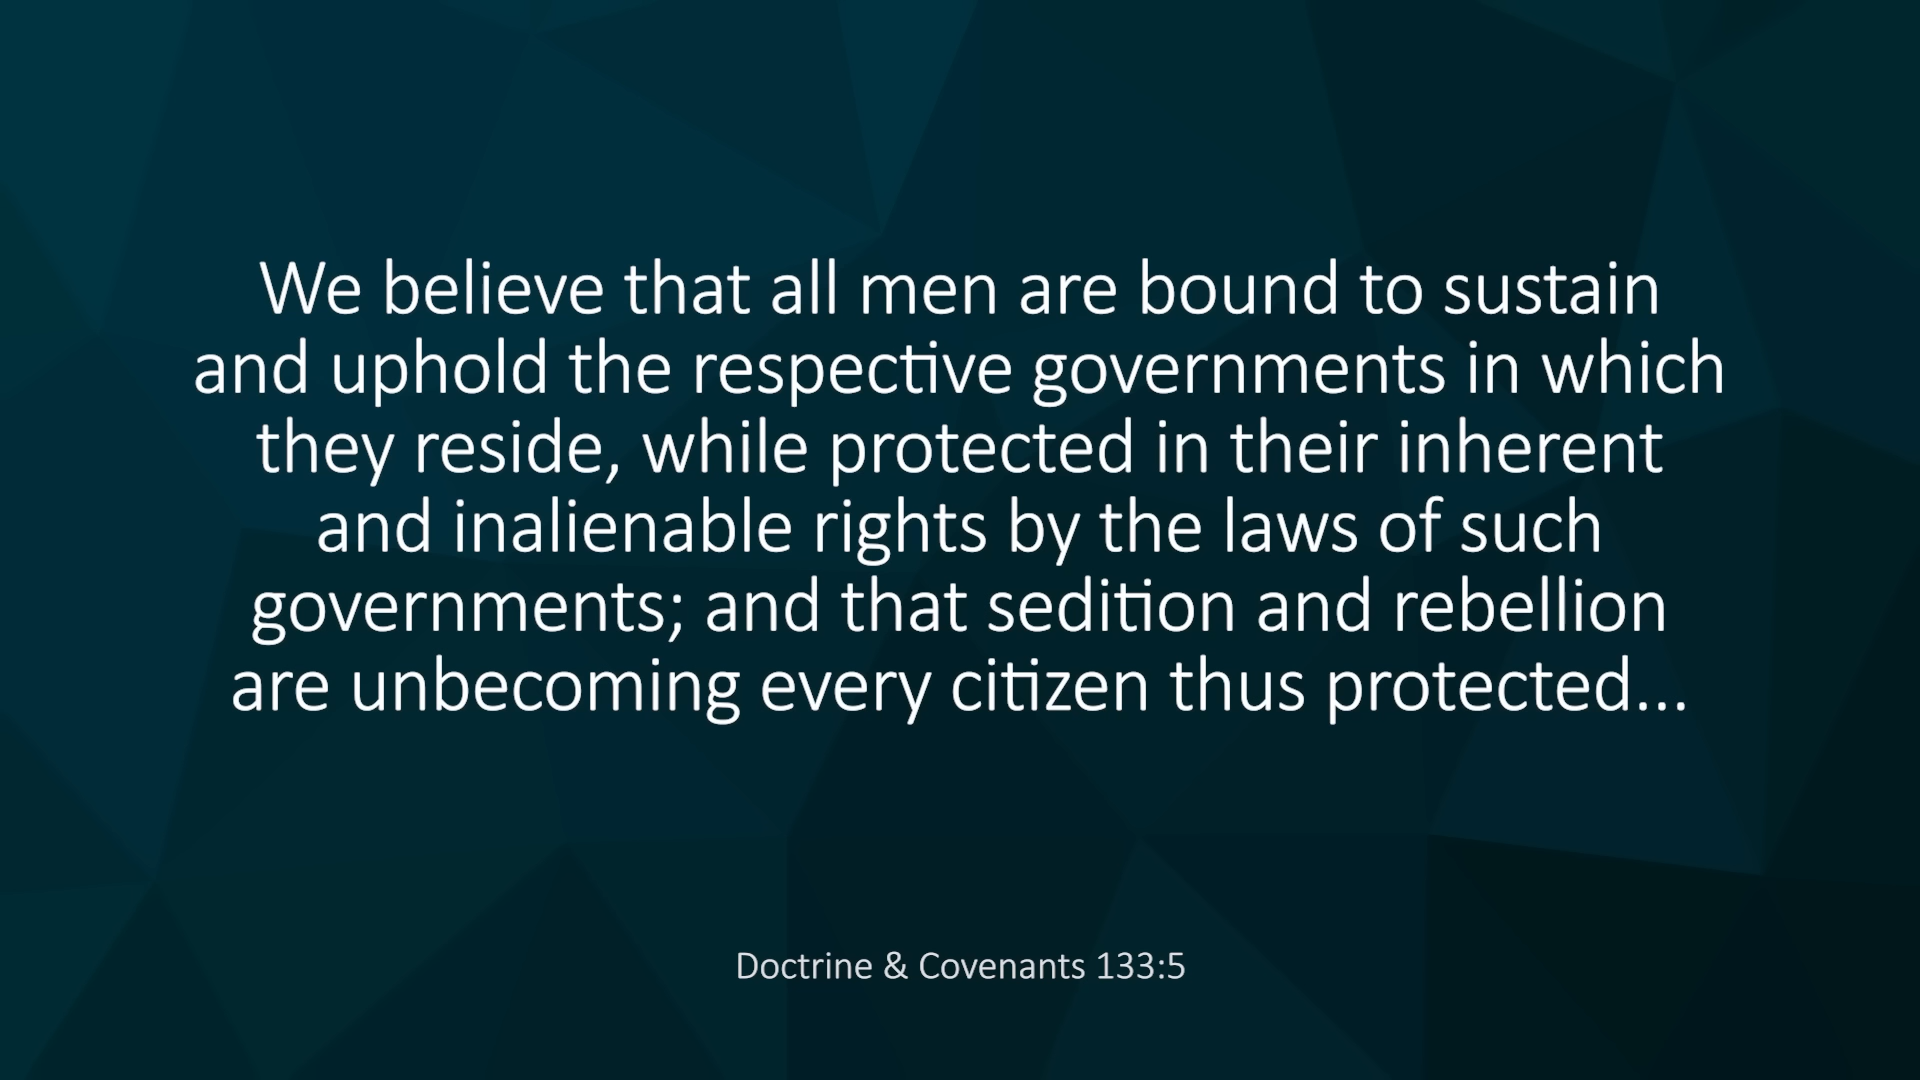 We believe that all men are bound to sustain
and uphold the respective governments in which
they reside, while protected in their inherent
and inalienable rights by the laws of such
governments; and that sedition and rebellion
are unbecoming every citizen thus protected...
Doctrine & Covenants 133:5